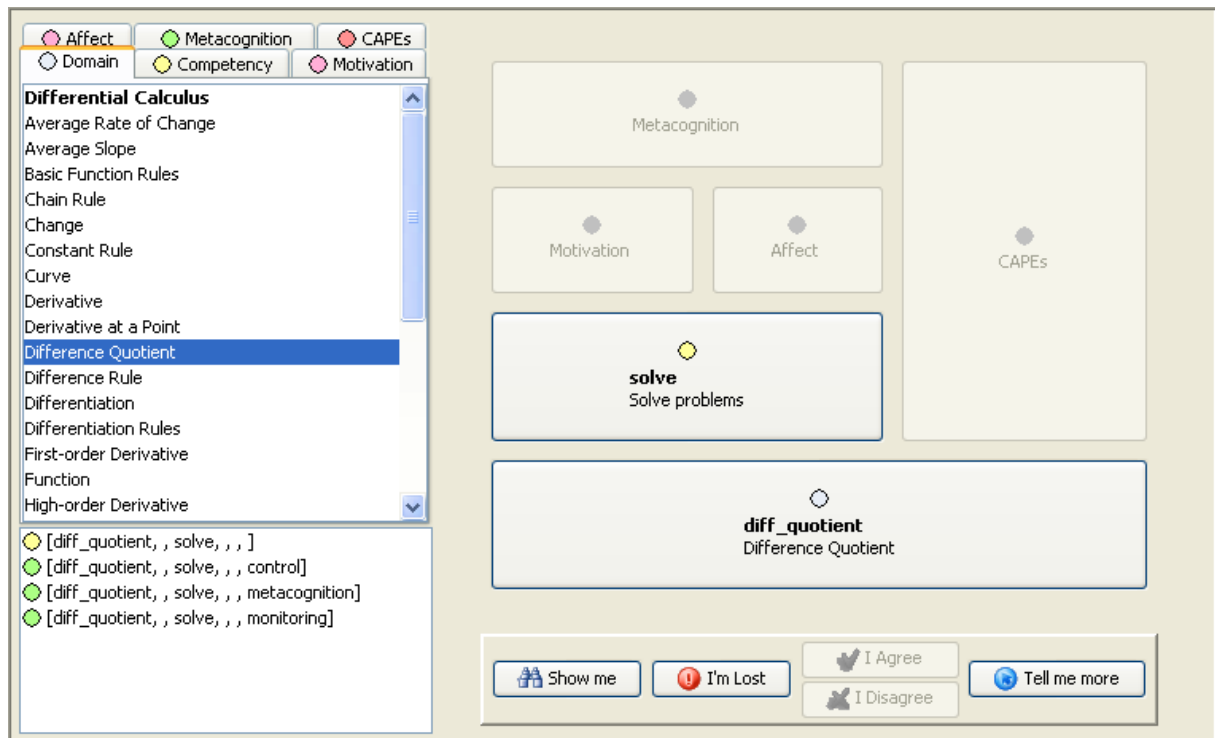 Affect
Metacognition
CAPEs
Domain
Competency
Motivation
Differential Calculus
Average Rate of Change
Average Slope
Basic Function Rules
Chain Rule
Change
Constant Rule
Curve
Derivative
Derivative at a Point
Difference Quotient
Difference Rule
Differentiation
Differentiation Rules
First-order Derivative
Function
High-order Derivative
[diff_quotient, , solve, , , ]
[diff_quotient, , solve, , , control]
[diff_quotient, , solve, , , metacognition]
[diff_quotient, , solve, , , monitoring]
Metacognition
Motivation
Affect
CAPEs
solve
Solve problems
diff_quotient
Difference Quotient
Show me
I'm Lost
I Agree
I Disagree
Tell me more